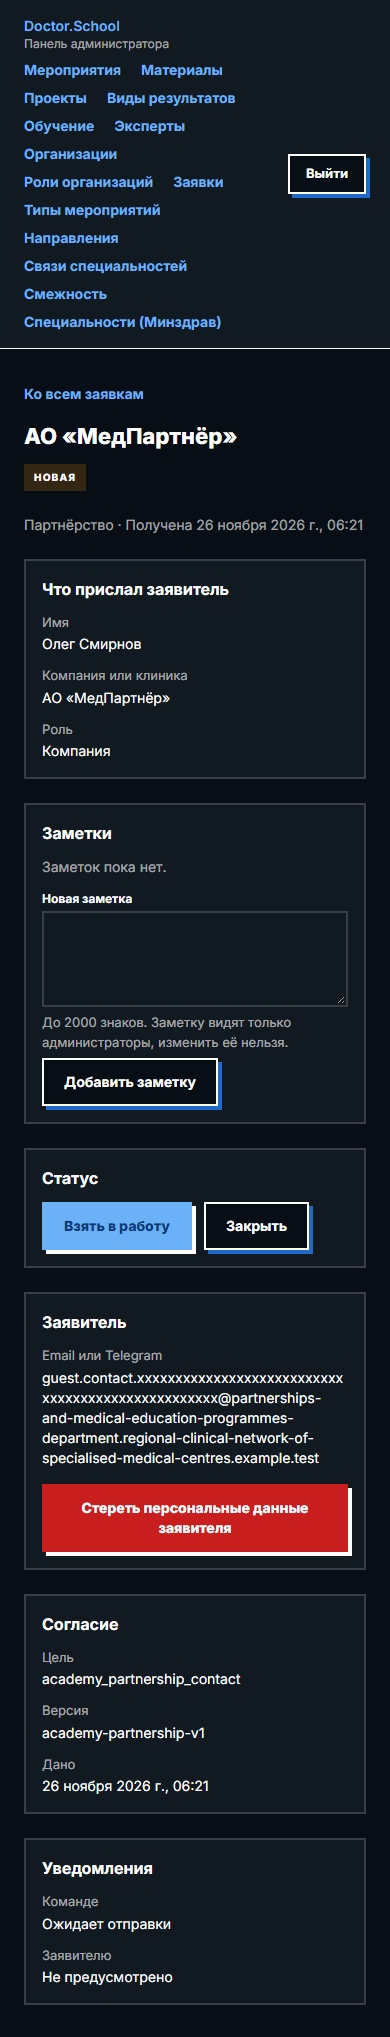 Doctor.School
Панель администратора
Мероприятия Материалы
Проекты Виды результатов
Обучение Эксперты
Организации
Роли организаций Заявки
Типы мероприятий
Направления
Связи специальностей
Смежность
Специальности (Минздрав)
Выйти
Ко всем заявкам
АО «МедПартнёр»
НОВАЯ
Партнёрство · Получена 26 ноября 2026 г., 06:21
Что прислал заявитель
Имя
Олег Смирнов
Компания или клиника
АО «МедПартнёр»
Роль
Компания
Заметки
Заметок пока нет.
Новая заметка
До 2000 знаков. Заметку видят только
администраторы, изменить её нельзя.
Добавить заметку
Статус
Взять в работу
Закрыть
Заявитель
Email или Telegram
guest.contact.xxxxxxxxxxxxxxxxxxxxxxxxxxx
xxxxxxxxxxxxxxxxxxxxxxx@partnerships-
and-medical-education-programmes-
department.regional-clinical-network-of-
specialised-medical-centres.example.test
Стереть персональные данные
заявителя
Согласие
Цель
academy_partnership_contact
Версия
academy-partnership-v1
Дано
26 ноября 2026 г., 06:21
Уведомления
Команде
Ожидает отправки
Заявителю
Не предусмотрено